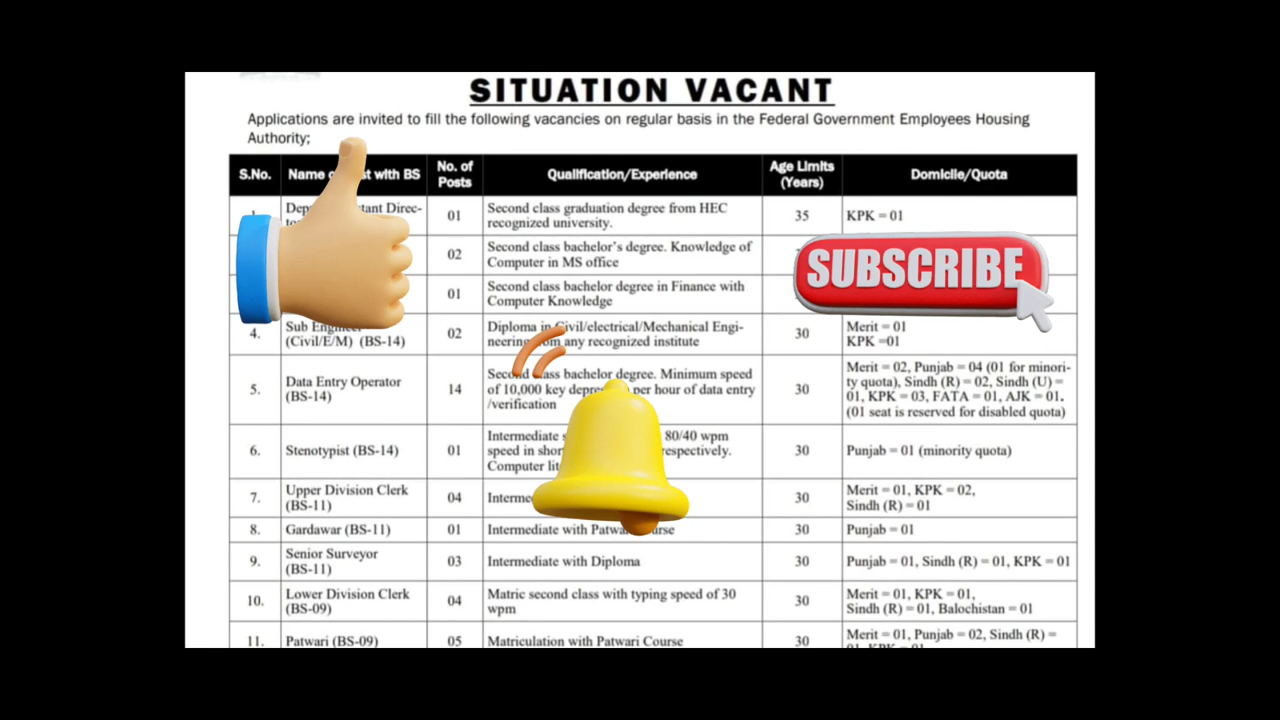 SITUATION VACANT
Applications are invited to fill the following vacancies on regular basis in the Federal Government Employees Housing
Authority;
S.No. Name with BS No. of Posts Qualification/Experience Age Limits (Years) Domicile/Quota
01 Second class graduation degree from HEC 35 KPK = 01
recognized university.
02 Second class bachelor's degree. Knowledge of
Computer in MS office
01 Second class bachelor degree in Finance with
Computer Knowledge
SUBSCRIBE
4. Sub Engineer 02 Diploma in Civil/electrical/Mechanical Engi- 30 Merit = 01
(Civil/E/M) (BS-14) neering from any recognized institute KPK =01
5. Data Entry Operator 14 Second class bachelor degree. Minimum speed 30 Merit = 02, Punjab = 04 (01 for minori-
(BS-14) of 10,000 key per hour of data entry ty quota), Sindh (R) = 02, Sindh (U) =
/verification 01, KPK = 03, FATA = 01, AJK = 01.
(01 seat is reserved for disabled quota)
6. Stenotypist (BS-14) 01 Intermediate 80/40 wpm 30 Punjab = 01 (minority quota)
speed in respectively.
Computer
7. Upper Division Clerk 04 30 Merit = 01, KPK = 02,
(BS-11) Sindh (R) = 01
8. Gardawar (BS-11) 01 Intermediate with Patwari Course 30 Punjab = 01
9. Senior Surveyor 03 Intermediate with Diploma 30 Punjab = 01, Sindh (R) = 01, KPK = 01
(BS-11)
10. Lower Division Clerk 04 Matric second class with typing speed of 30 30 Merit = 01, KPK = 01,
(BS-09) wpm Sindh (R) = 01, Balochistan = 01
11. Patwari (BS-09) 05 Matriculation with Patwari Course 30 Merit = 01, Punjab = 02, Sindh (R) =